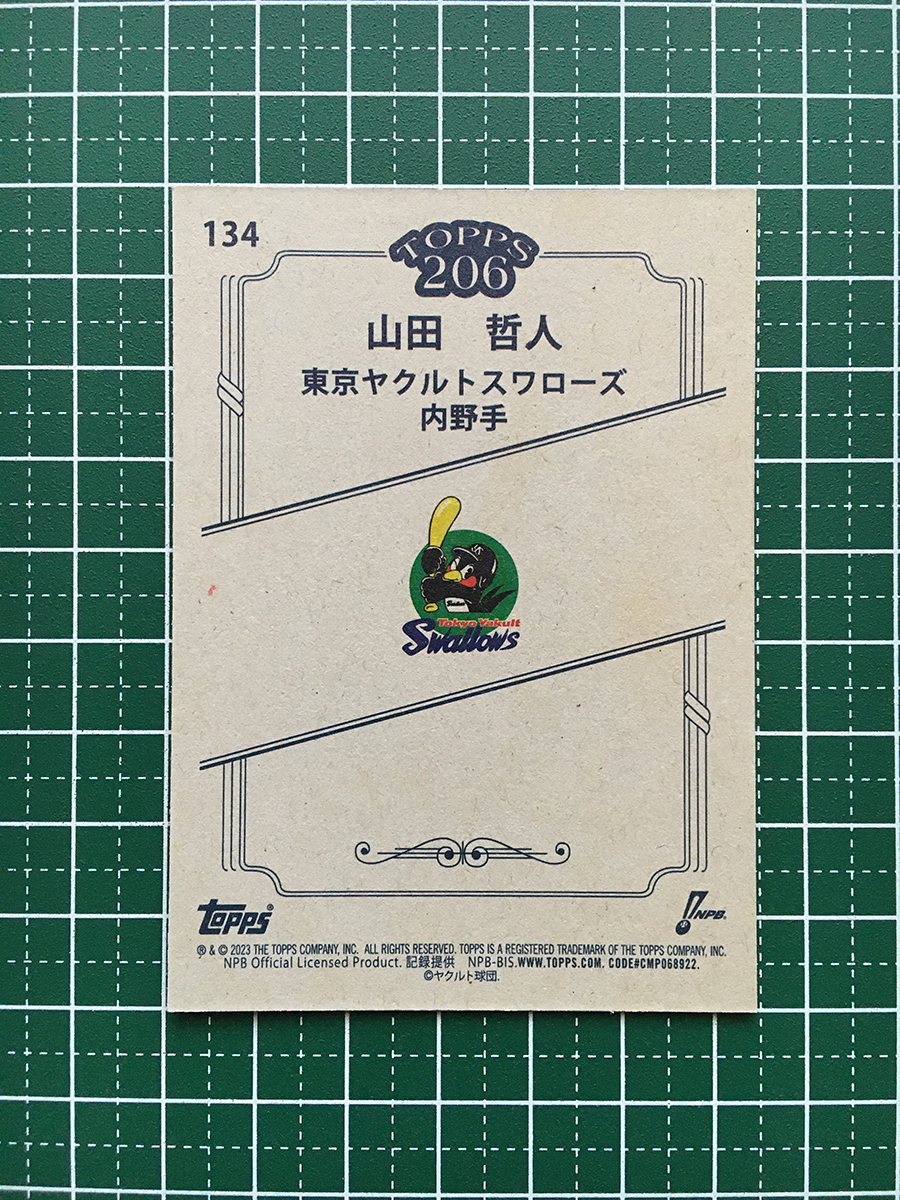 134
TOPPS
206
山田　哲人
東京ヤクルトスワローズ
内野手
Tokyo Yakult
Swallows
topps®
NPB.
® & © 2023 THE TOPPS COMPANY, INC. ALL RIGHTS RESERVED. TOPPS IS A REGISTERED TRADEMARK OF THE TOPPS COMPANY, INC.
NPB Official Licensed Product. 記録提供 NPB-BIS.WWW.TOPPS.COM. CODE#CMP068922.
©ヤクルト球団.